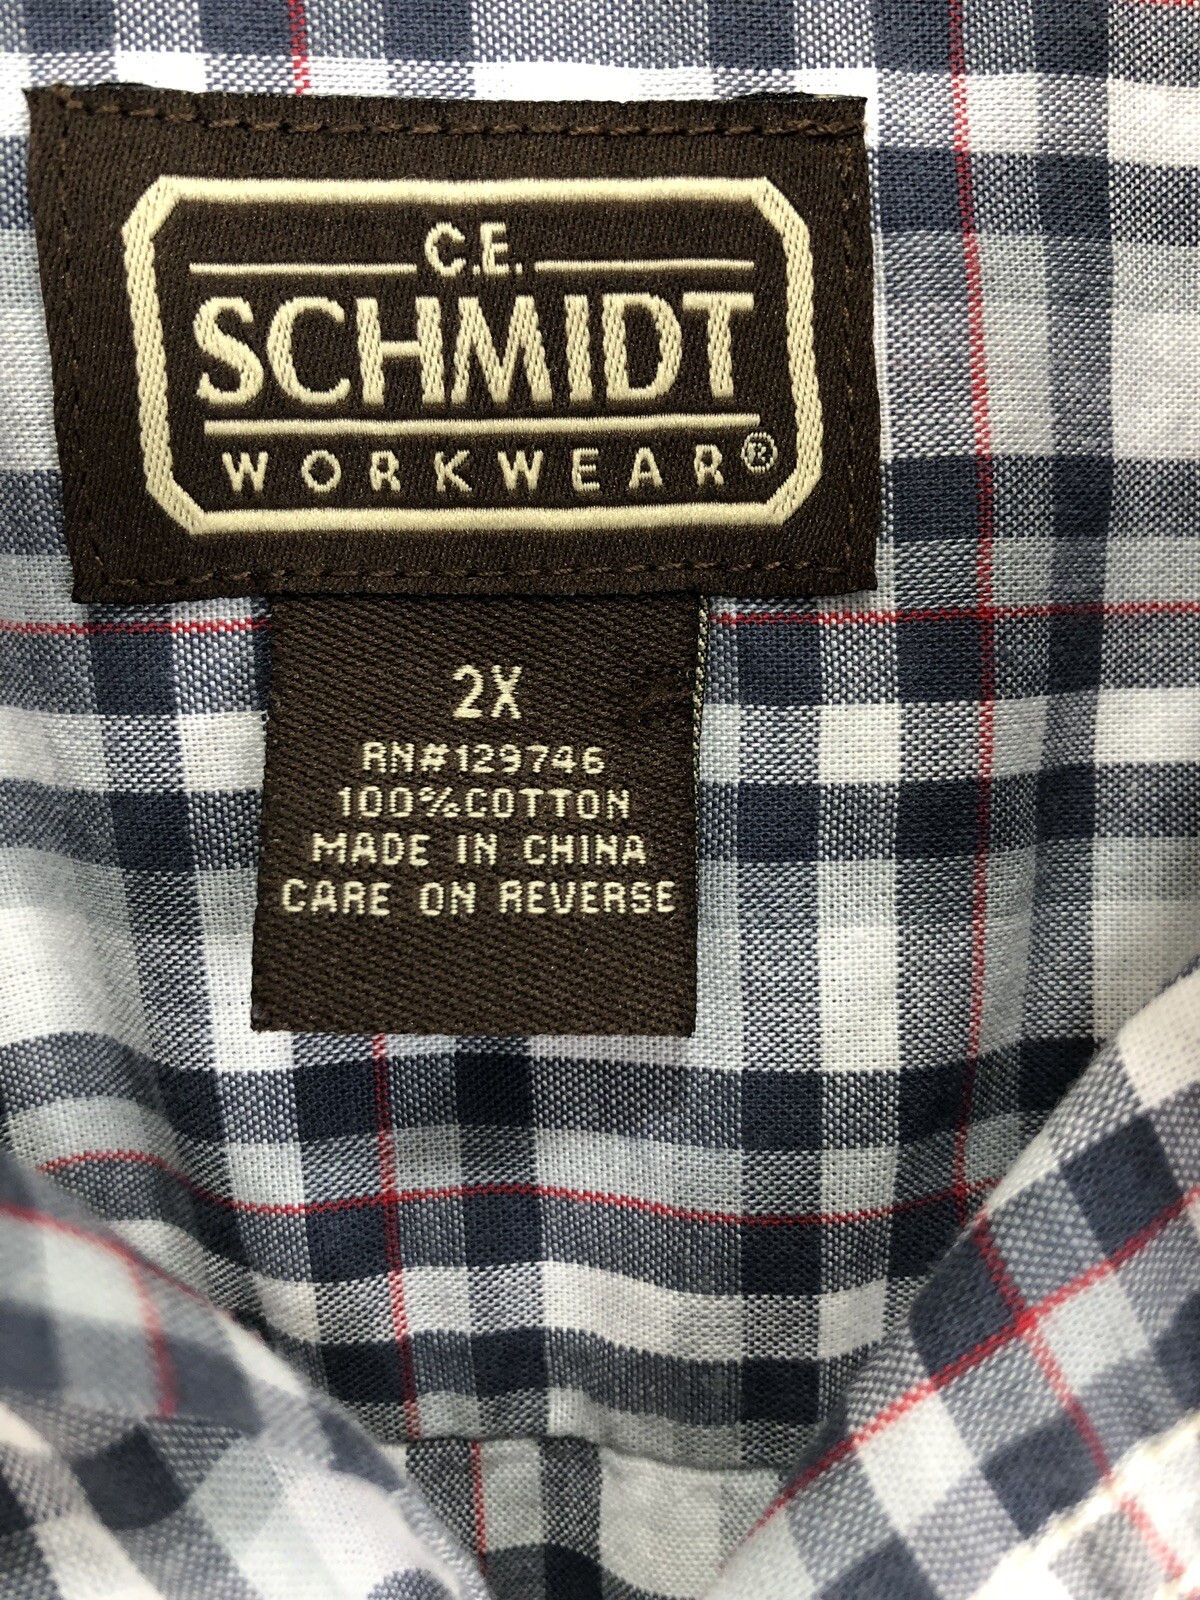 C.E.
SCHMIDT
WORKWEAR®
2X
RN#129746
100%COTTON
MADE IN CHINA
CARE ON REVERSE